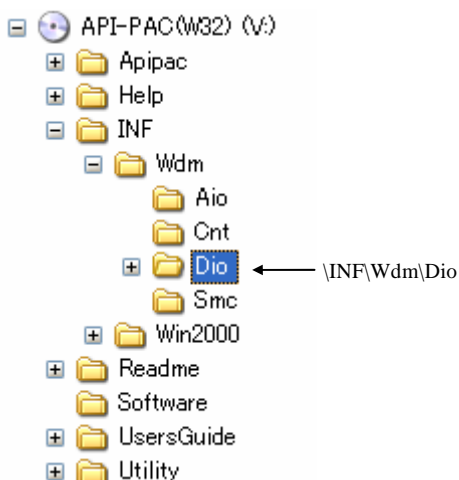 API-PAC(W32) (V:)
Apipac
Help
INF
Wdm
Aio
Cnt
Dio
\INF\Wdm\Dio
Smc
Win2000
Readme
Software
UsersGuide
Utility